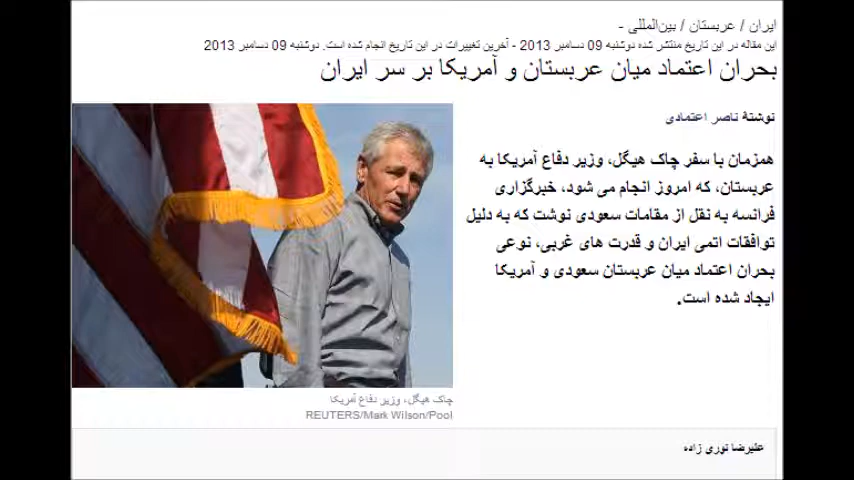 ایران / عربستان / بین‌المللی -
این مقاله در این تاریخ منتشر شده دوشنبه 09 دسامبر 2013 - آخرین تغییرات در این تاریخ انجام شده است. دوشنبه 09 دسامبر 2013
بحران اعتماد میان عربستان و آمریکا بر سر ایران
نوشتهٔ ناصر اعتمادی
همزمان با سفر چاک هیگل، وزیر دفاع آمریکا به
عربستان، که امروز انجام می شود، خبرگزاری
فرانسه به نقل از مقامات سعودی نوشت که به دلیل
توافقات اتمی ایران و قدرت های غربی، نوعی
بحران اعتماد میان عربستان سعودی و آمریکا
ایجاد شده است.
چاک هیگل، وزیر دفاع آمریکا
REUTERS/Mark Wilson/Pool
علیرضا نوری زاده